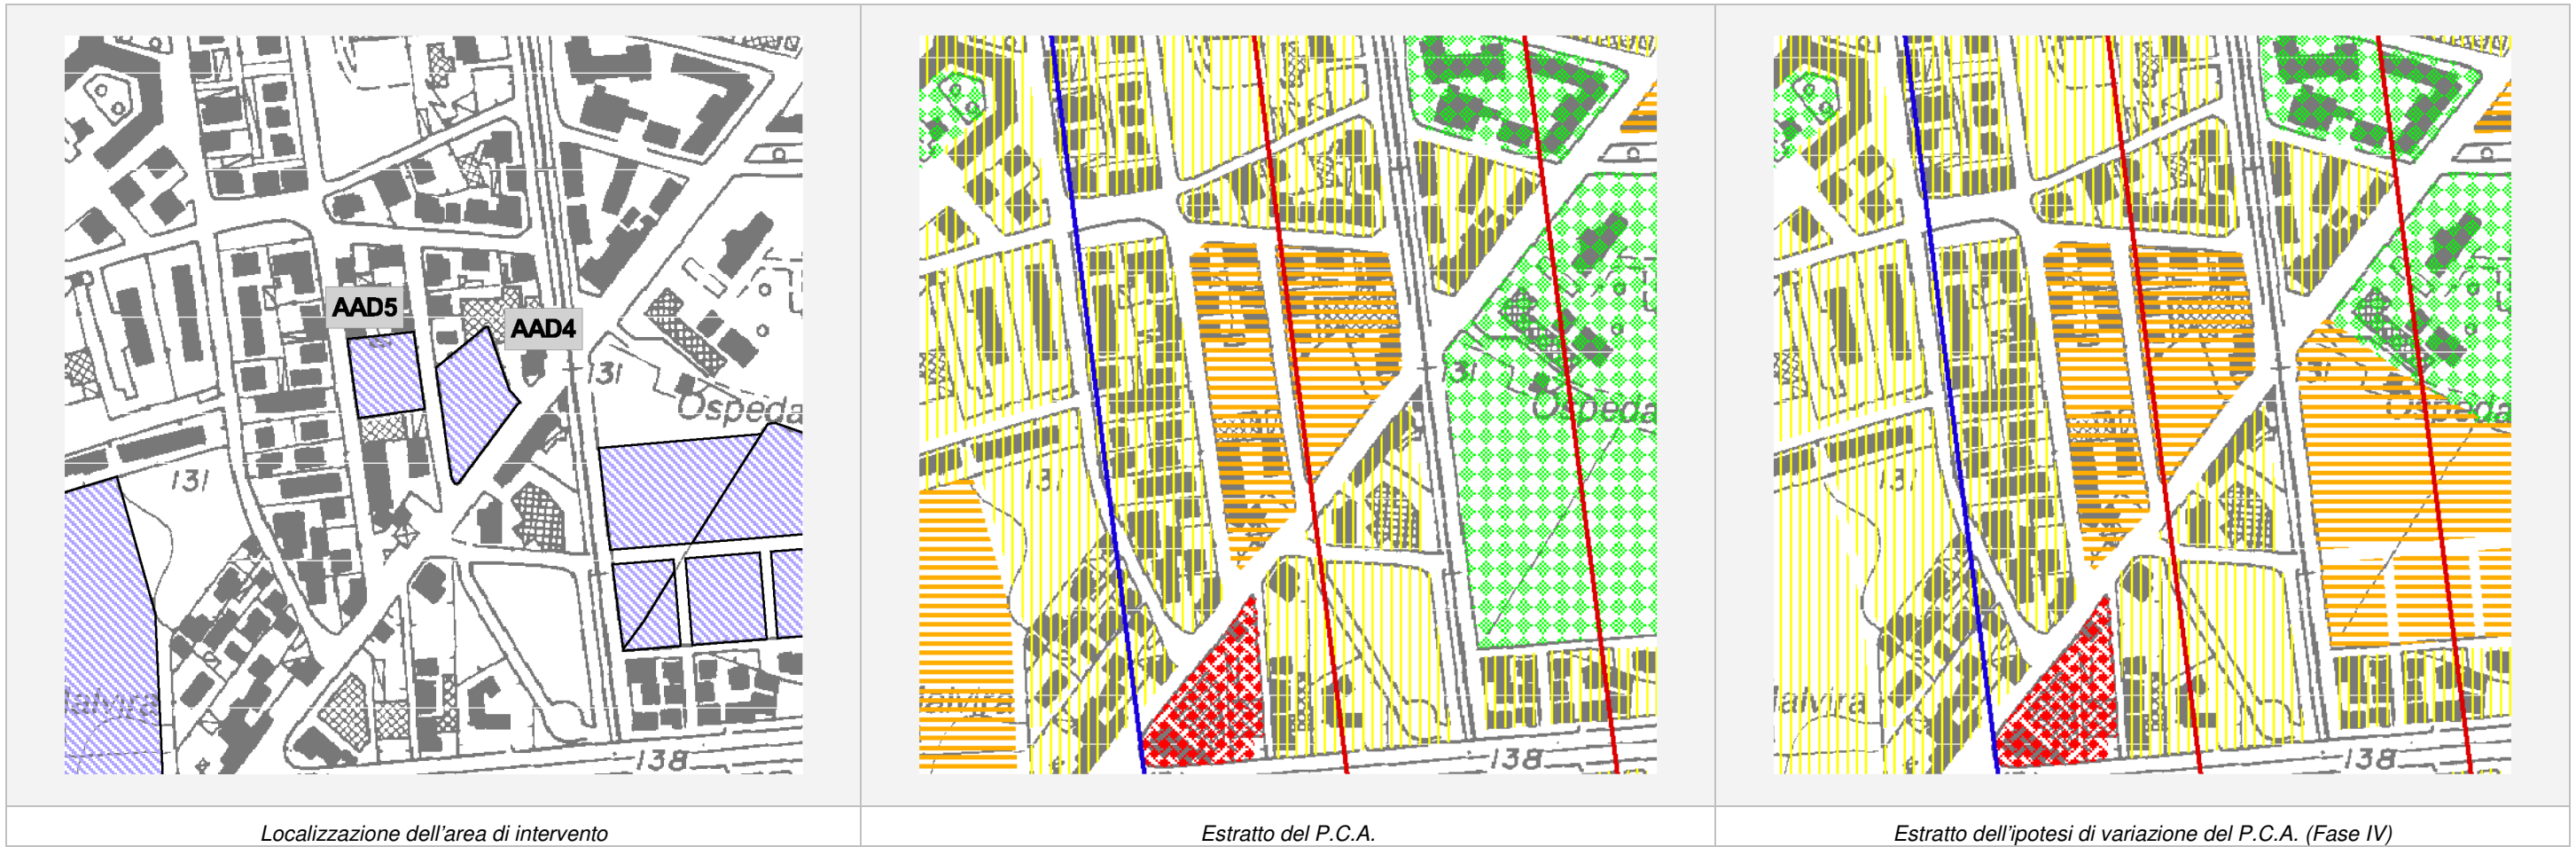 AAD5
AAD4
131
Ospeda
131
138
131
Ospeda
131
138
Ospeda
131
138
Localizzazione dell'area di intervento
Estratto del P.C.A.
Estratto dell'ipotesi di variazione del P.C.A. (Fase IV)